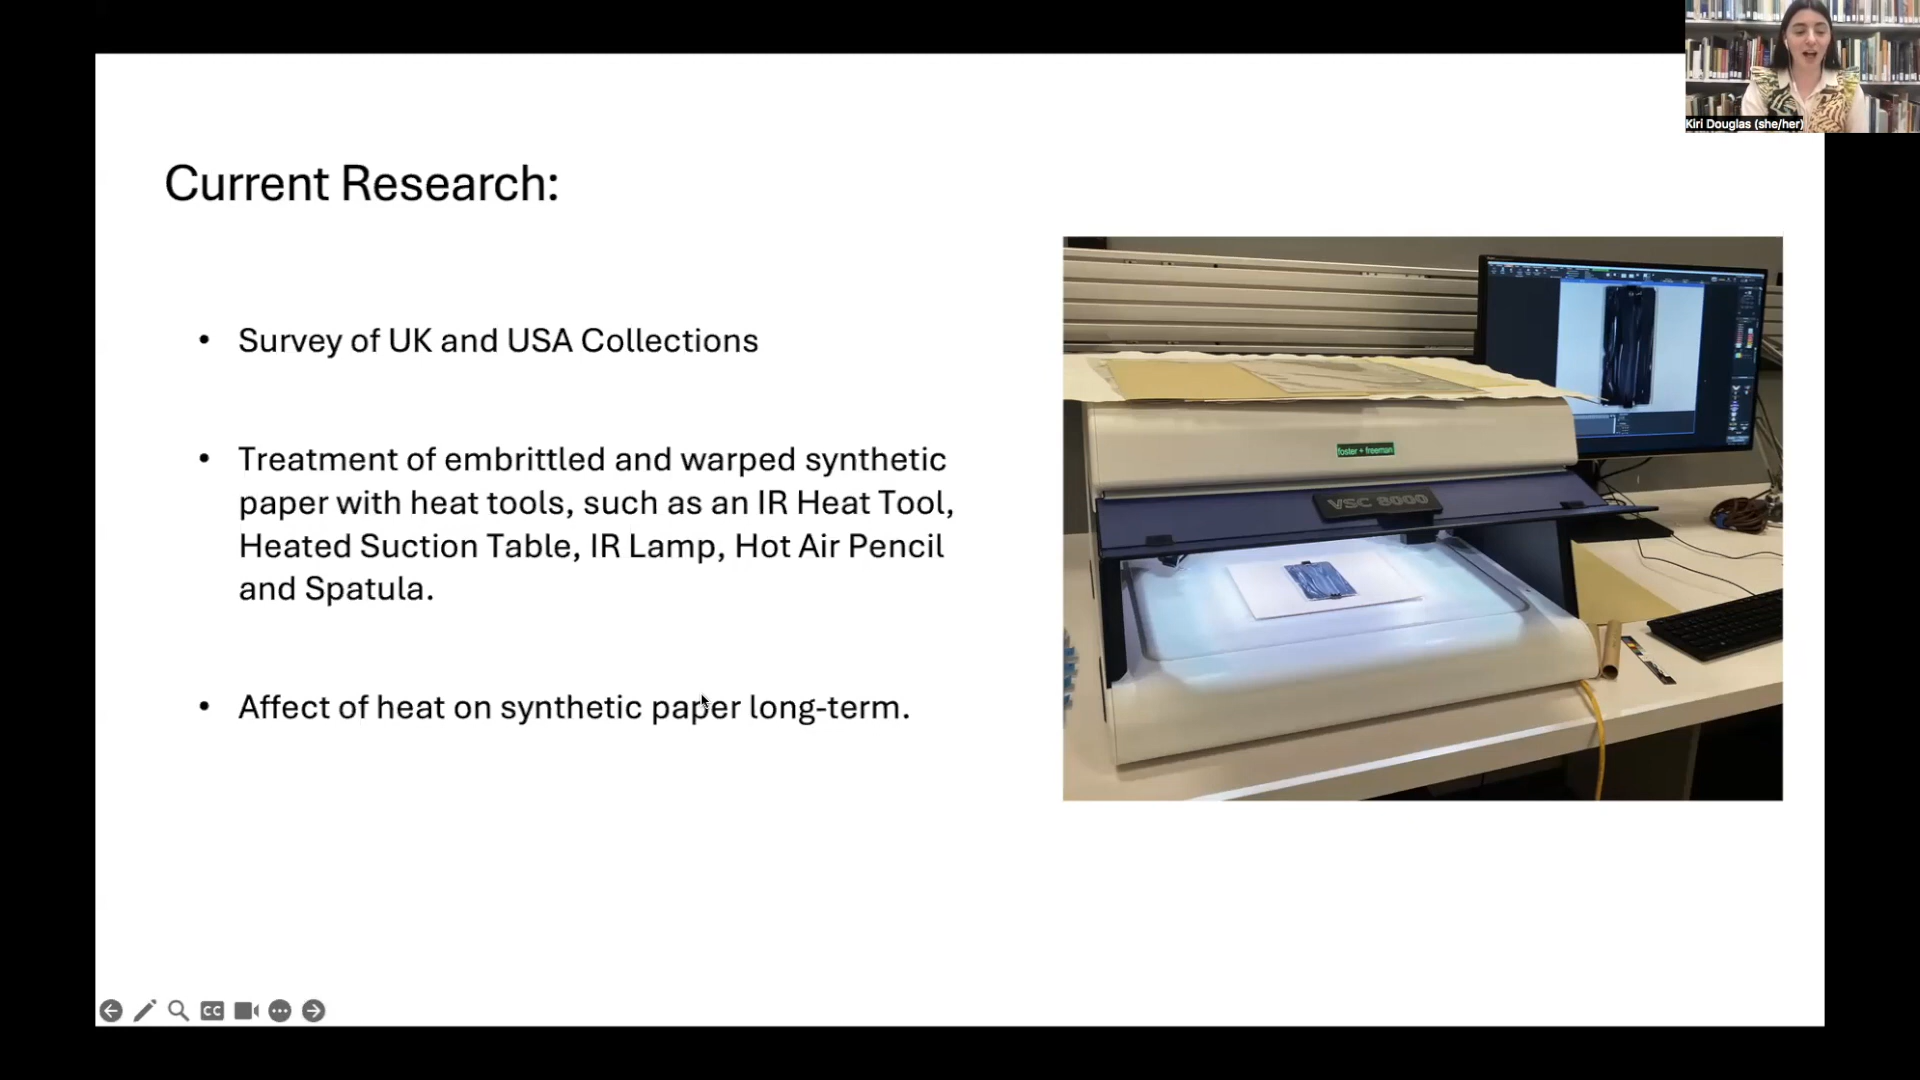 Kiri Douglas (she/her)
Current Research:
• Survey of UK and USA Collections
• Treatment of embrittled and warped synthetic
paper with heat tools, such as an IR Heat Tool,
Heated Suction Table, IR Lamp, Hot Air Pencil
and Spatula.
• Affect of heat on synthetic paper long-term.
foster + freeman
VSC 8000
CC